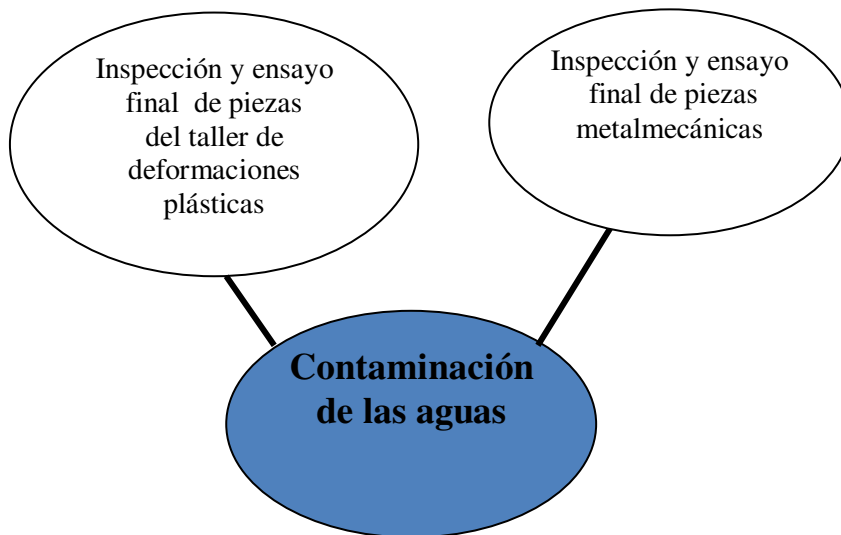 Inspección y ensayo
final de piezas
del taller de
deformaciones
plásticas
Inspección y ensayo
final de piezas
metalmecánicas
Contaminación
de las aguas